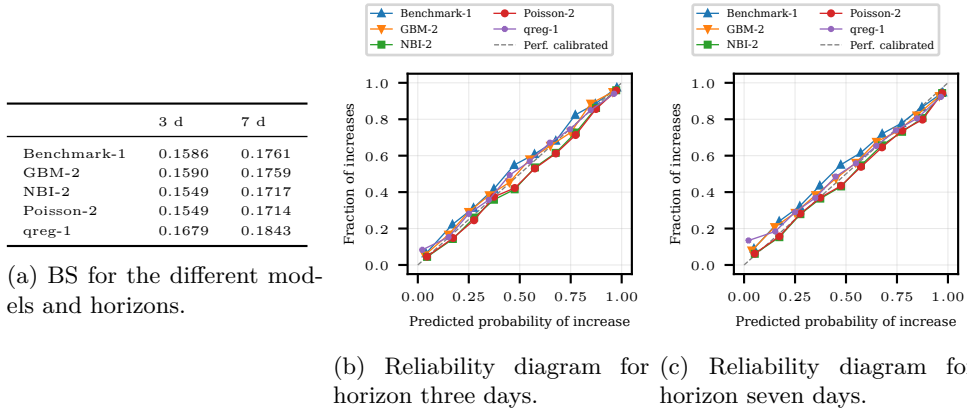 3 d 7 d
Benchmark-1 0.1586 0.1761
GBM-2 0.1590 0.1759
NBI-2 0.1549 0.1717
Poisson-2 0.1549 0.1714
qreg-1 0.1679 0.1843
(a) BS for the different mod-
els and horizons.
Benchmark-1 Poisson-2
GBM-2 qreg-1
NBI-2 Perf. calibrated
1.0
0.8
0.6
0.4
0.2
0.0
Fraction of increases
0.00 0.25 0.50 0.75 1.00
Predicted probability of increase
(b) Reliability diagram for
horizon three days.
Benchmark-1 Poisson-2
GBM-2 qreg-1
NBI-2 Perf. calibrated
1.0
0.8
0.6
0.4
0.2
0.0
Fraction of increases
0.00 0.25 0.50 0.75 1.00
Predicted probability of increase
(c) Reliability diagram fo
horizon seven days.